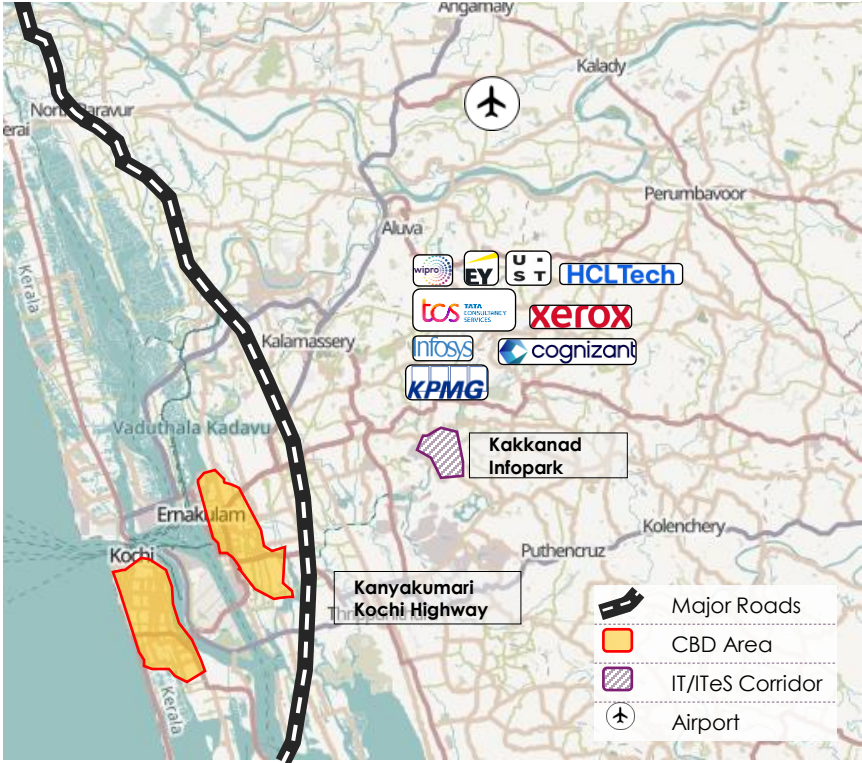 Angamaly
Kalady
North Paravur
erai
Perumbavoor
Aluva
Kerala
wipro
EY
U · S T
HCLTech
tcs TATA CONSULTANCY SERVICES
xerox
Kalamassery
Infosys
cognizant
KPMG
Vaduthala Kadavu
Kakkanad
Infopark
Ernakulam
Kolenchery
Kochi
Puthencruz
Kanyakumari
Kochi Highway
Major Roads
CBD Area
Kerala
IT/ITeS Corridor
Airport